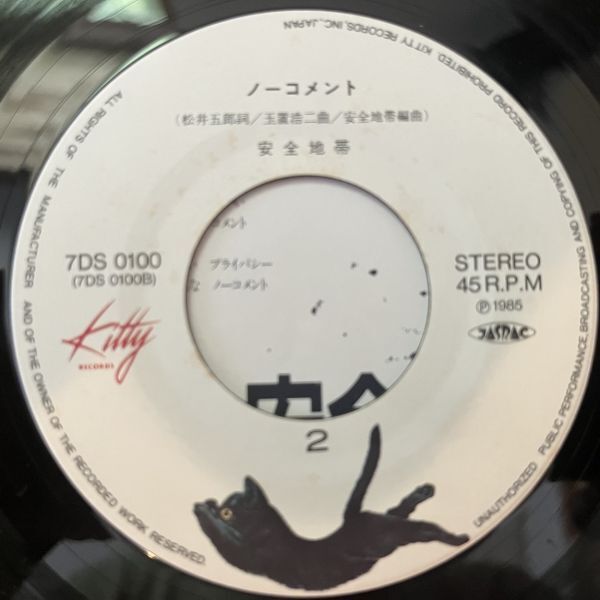 ノーコメント
（松井五郎詞／玉置浩二曲／安全地帯編曲）
安全地帯
7DS 0100
(7DS 0100B)
STEREO
45 R.P.M
Ⓟ 1985
JASRAC
Kitty
RECORDS
コメント
プライバシー
な ノーコメント
安全
2
ALL RIGHTS OF THE MANUFACTURER AND OF THE OWNER OF THE RECORDED WORK RESERVED.
UNAUTHORIZED PUBLIC PERFORMANCE, BROADCASTING AND COPYING OF THIS RECORD PROHIBITED. KITTY RECORDS, INC., JAPAN